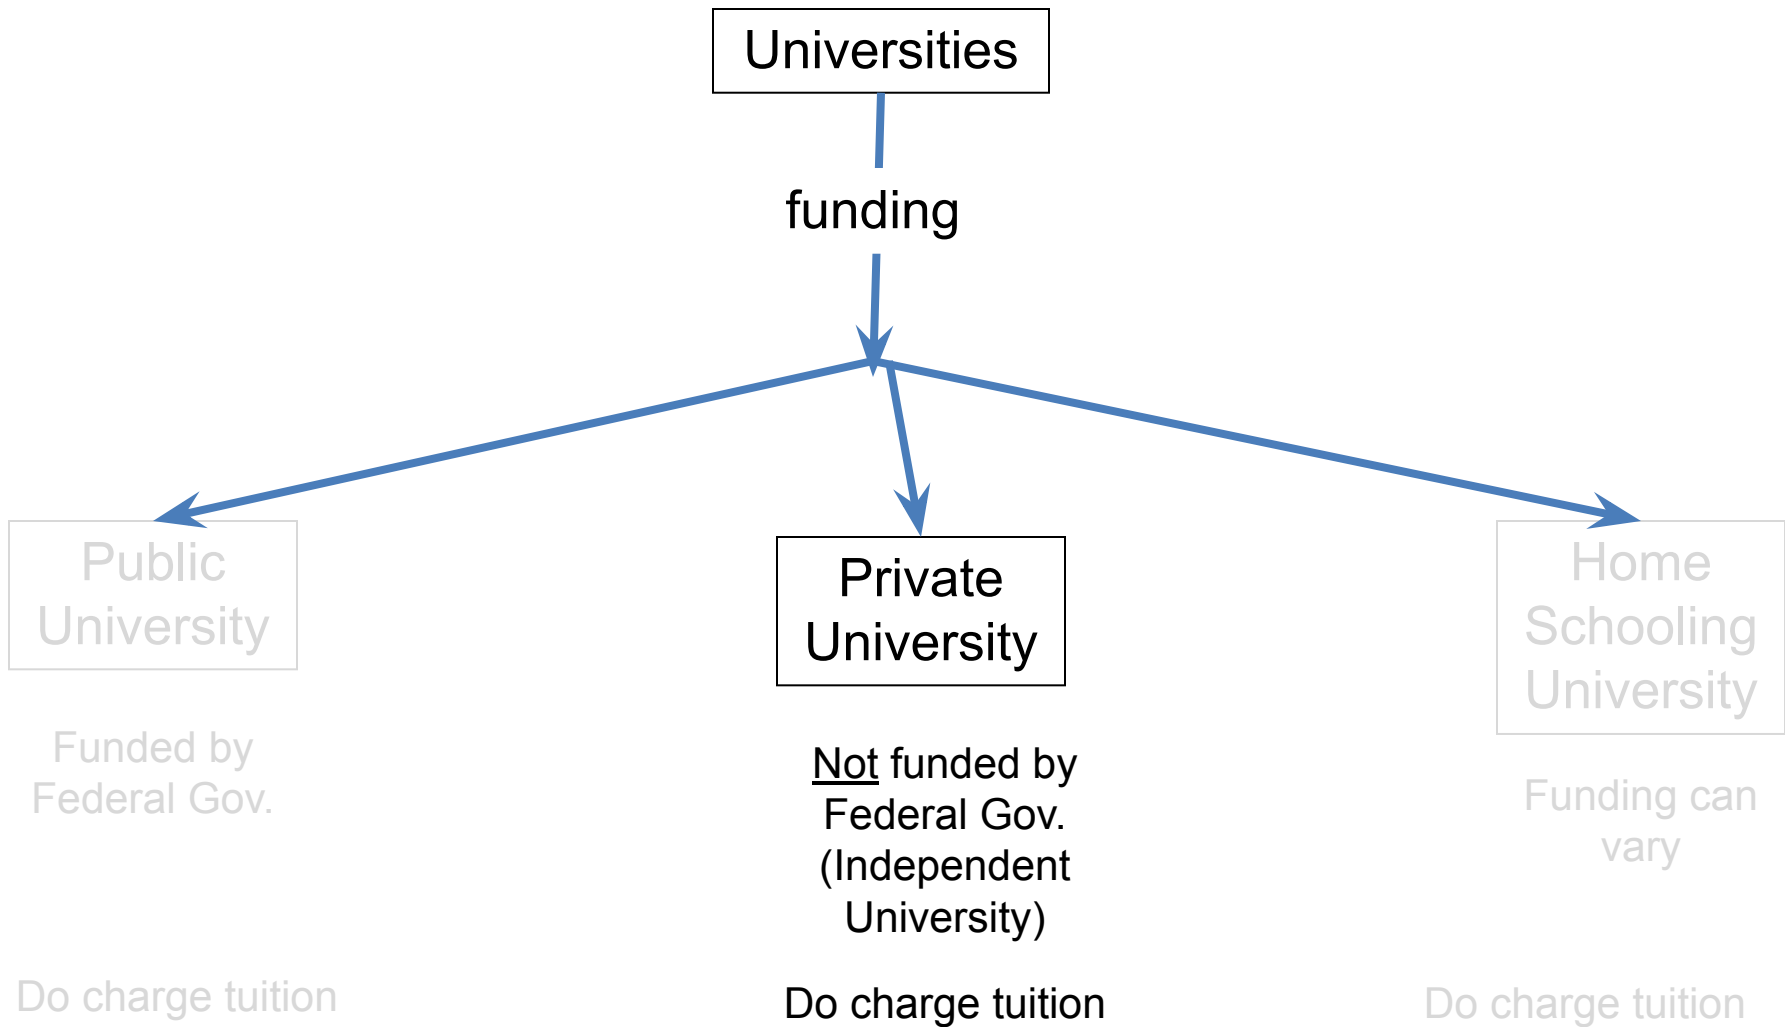 Universities
funding
Public
University
Funded by
Federal Gov.
Do charge tuition
Private
University
Not funded by
Federal Gov.
(Independent
University)
Do charge tuition
Home
Schooling
University
Funding can
vary
Do charge tuition